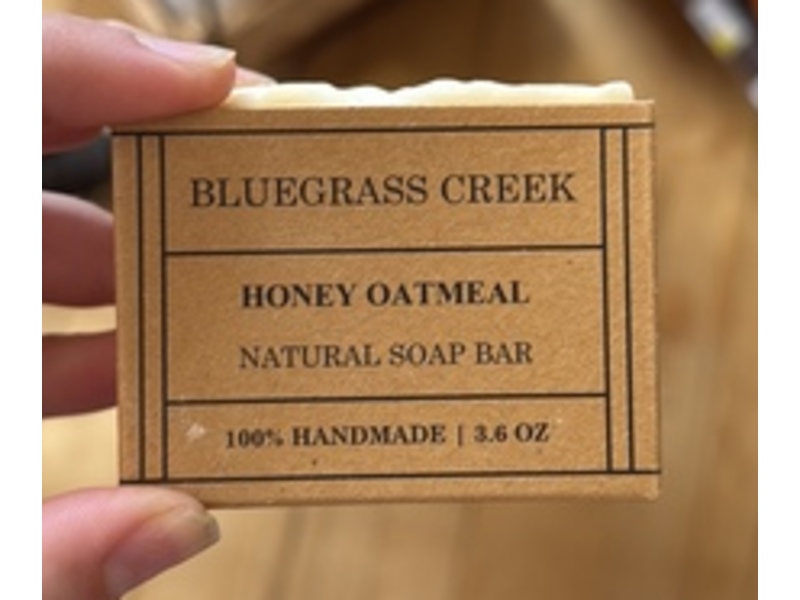 BLUEGRASS CREEK
HONEY OATMEAL
NATURAL SOAP BAR
100% HANDMADE | 3.6 OZ